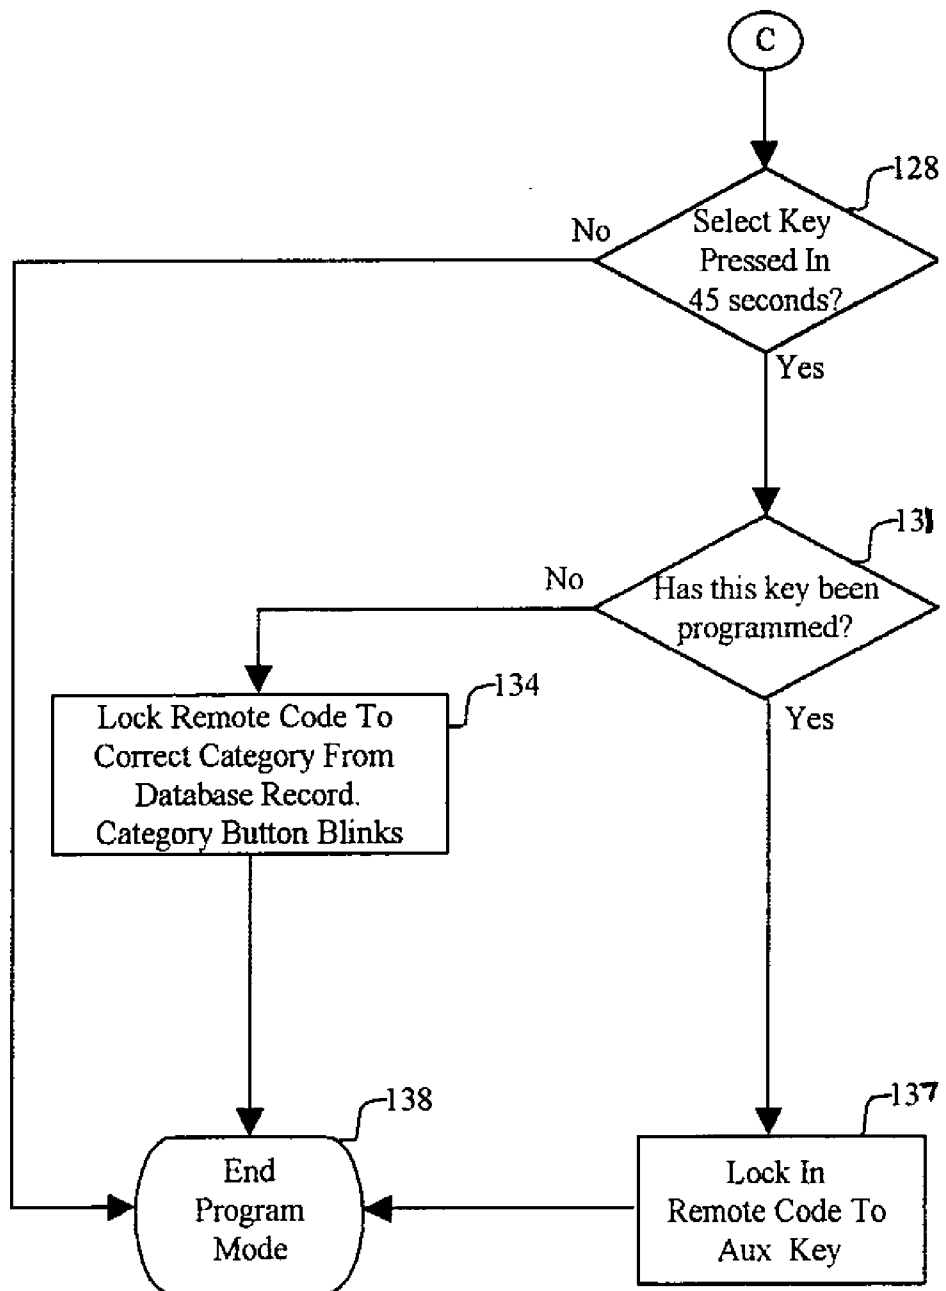 C
128
No
Select Key
Pressed In
45 seconds?
Yes
131
No
Has this key been
programmed?
134
Yes
Lock Remote Code To
Correct Category From
Database Record.
Category Button Blinks
138
137
End
Program
Mode
Lock In
Remote Code To
Aux Key